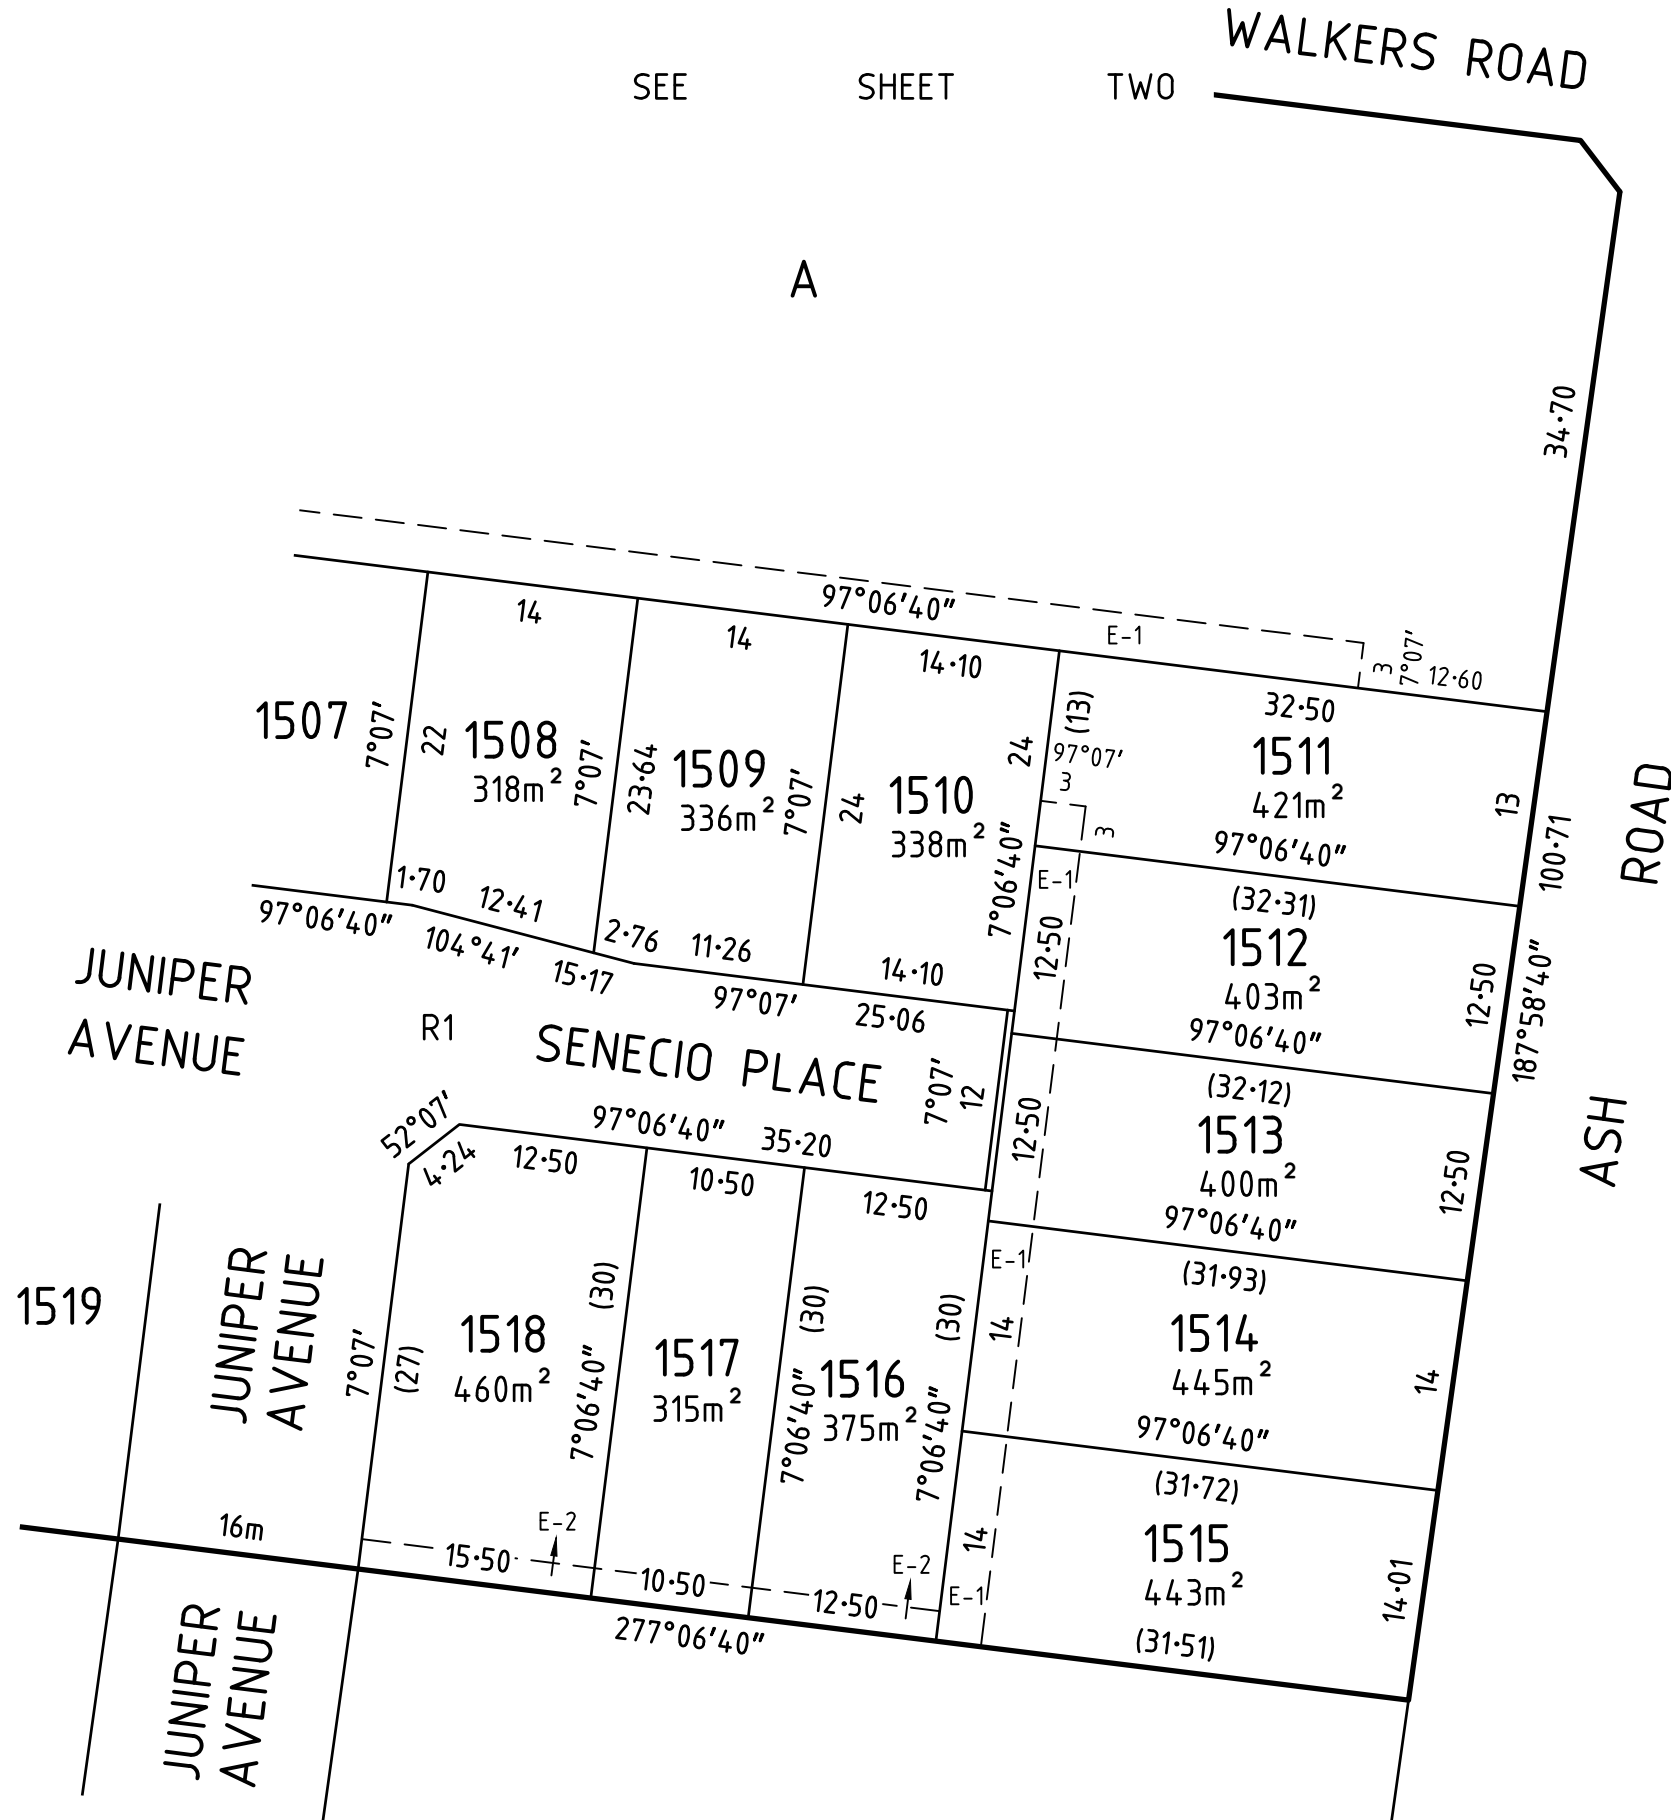 WALKERS ROAD
SEE SHEET TWO
A
34·70
97°06'40"
E-1
3
7°07'
12·60
14
14
14·10
32·50
1507
7°07'
22
1508
318m²
7°07'
23·64
1509
336m²
7°07'
24
1510
338m²
24
7°06'40"
(13)
97°07'
3
3
1511
421m²
13
97°06'40"
100·71
187°58'40"
ASH ROAD
1·70
12·41
2·76
11·26
14·10
97°06'40"
104°41'
15·17
97°07'
25·06
E-1
12·50
(32·31)
1512
403m²
12·50
97°06'40"
JUNIPER
AVENUE
R1
SENECIO PLACE
7°07'
12
12·50
(32·12)
1513
400m²
12·50
97°06'40"
52°07'
4·24
97°06'40"
35·20
12·50
10·50
12·50
1519
JUNIPER
AVENUE
7°07'
(27)
1518
460m²
(30)
7°06'40"
1517
315m²
(30)
7°06'40"
1516
375m²
(30)
7°06'40"
E-1
14
(31·93)
1514
445m²
14
97°06'40"
(31·72)
1515
443m²
14
14·01
E-1
(31·51)
16m
E-2
15·50
10·50
E-2
12·50
277°06'40"
JUNIPER
AVENUE